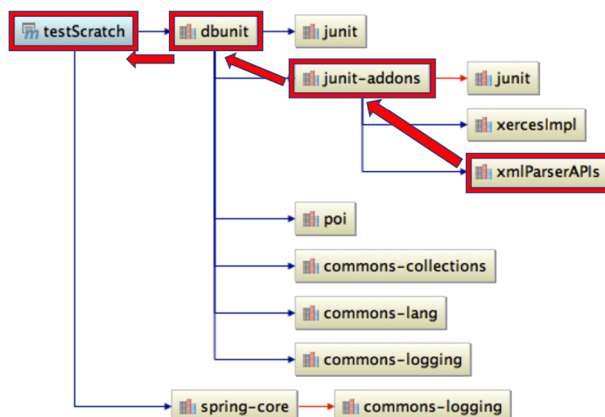 testScratch
dbunit
junit
junit-addons
junit
xercesImpl
xmlParserAPIs
poi
commons-collections
commons-lang
commons-logging
spring-core
commons-logging